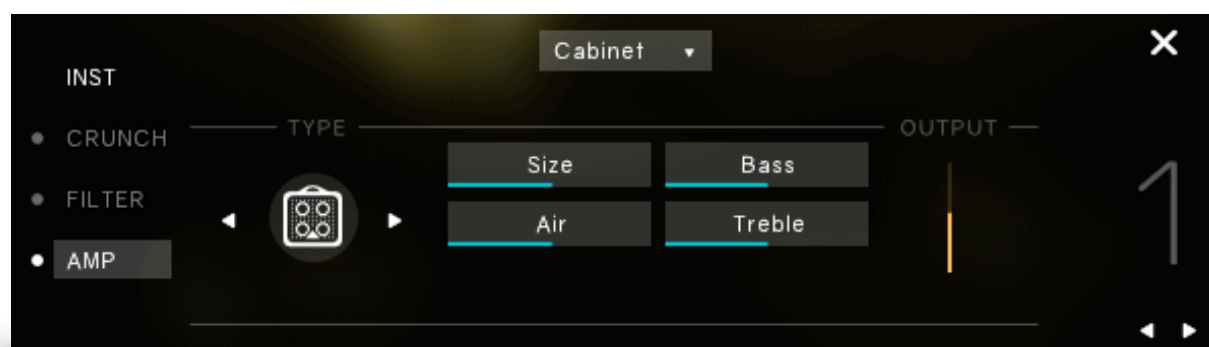 Cabinet
INST
CRUNCH
TYPE
OUTPUT
Size
Bass
FILTER
Air
Treble
AMP
1